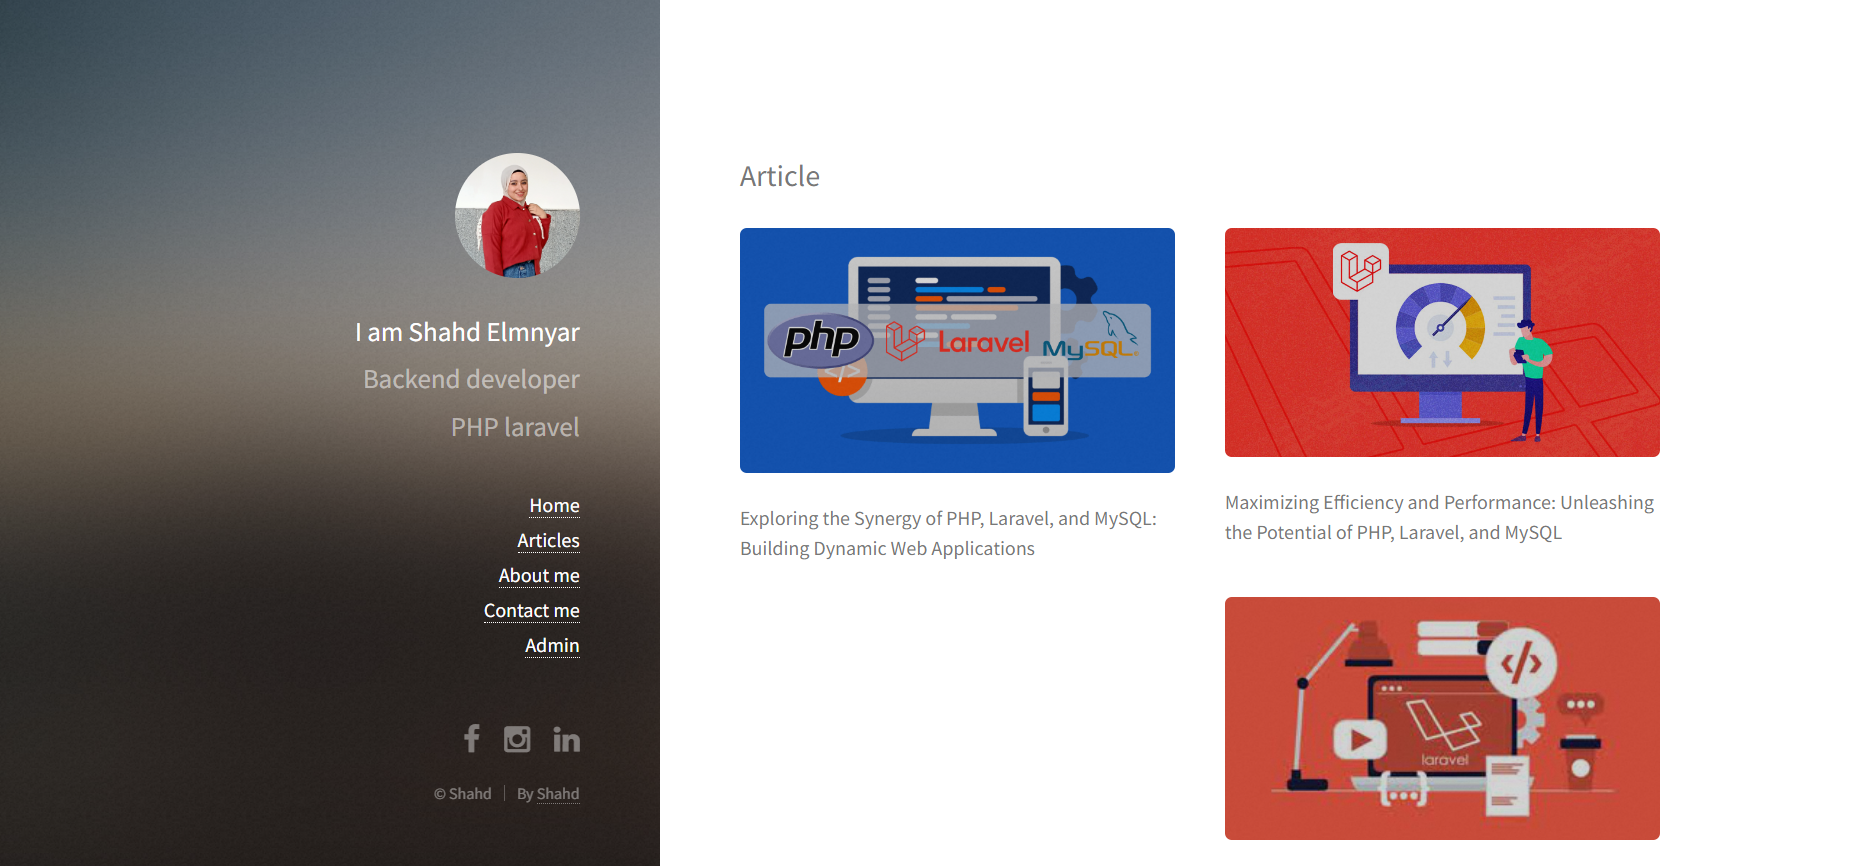 I am Shahd Elmnyar
Backend developer
PHP laravel
Home
Articles
About me
Contact me
Admin
© Shahd
By Shahd
Article
php
Laravel
MySQL
</>
Exploring the Synergy of PHP, Laravel, and MySQL:
Building Dynamic Web Applications
Maximizing Efficiency and Performance: Unleashing
the Potential of PHP, Laravel, and MySQL
</>
laravel
{...}